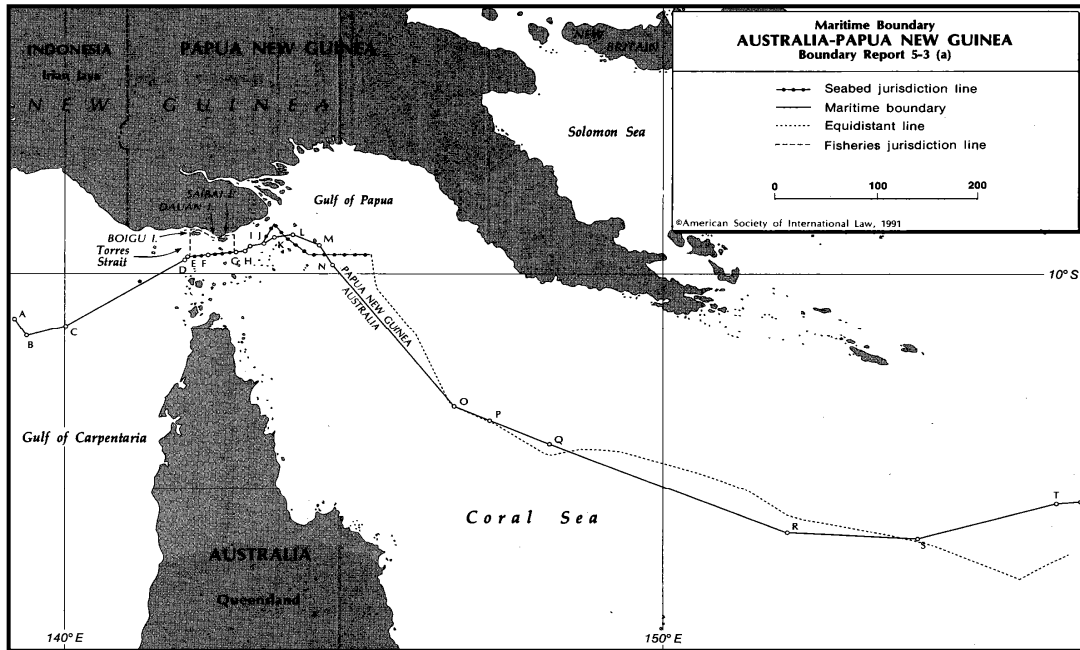 Maritime Boundary
AUSTRALIA-PAPUA NEW GUINEA
Boundary Report 5-3 (a)
Seabed jurisdiction line
Maritime boundary
Equidistant line
Fisheries jurisdiction line
0 100 200
©American Society of International Law, 1991
INDONESIA
Irian Jaya
PAPUA NEW GUINEA
NEW GUINEA
NEW
BRITAIN
Solomon Sea
Gulf of Papua
SAIBAI I.
DAUAN I.
BOIGU I.
Torres
Strait
A
B
C
D
E
F
G
H
I
J
K
L
M
N
10° S
PAPUA NEW GUINEA
AUSTRALIA
O
P
Q
R
S
T
Gulf of Carpentaria
Coral Sea
AUSTRALIA
Queensland
140° E
150° E